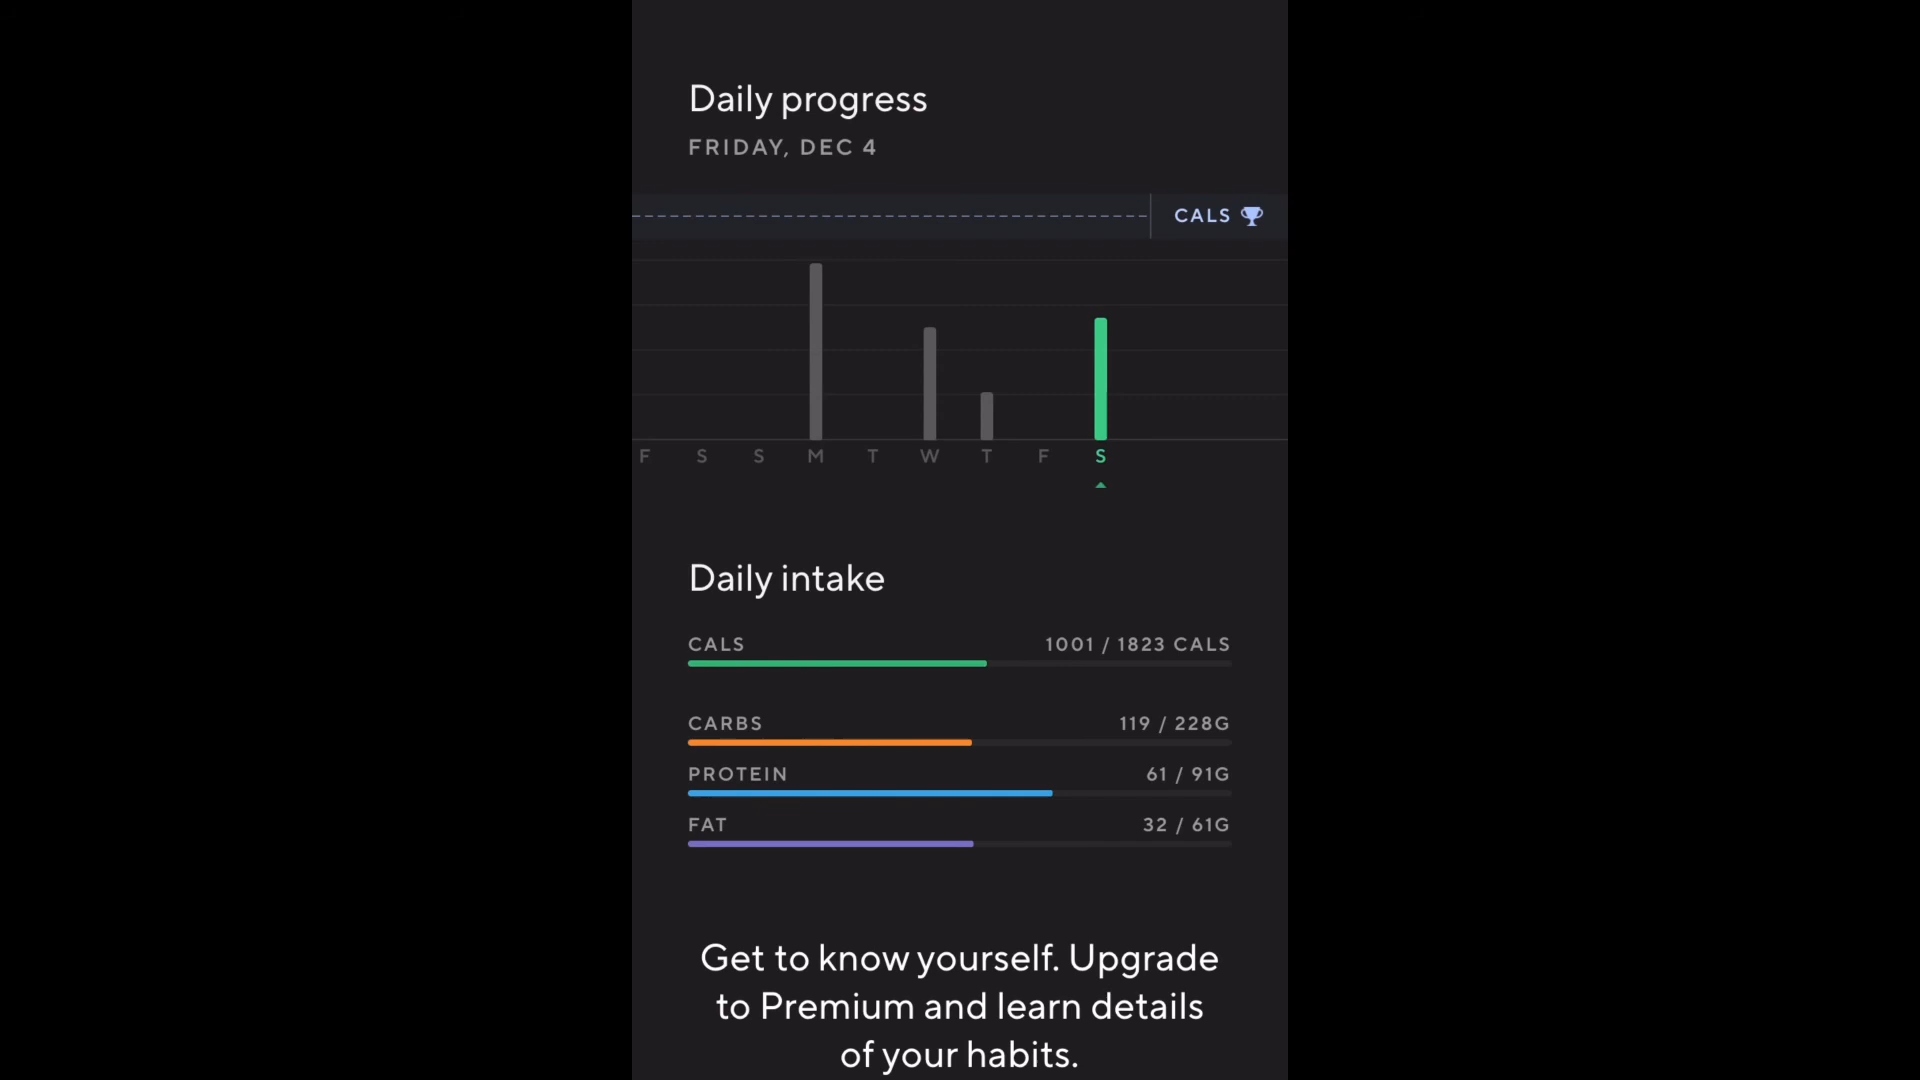 Daily progress
FRIDAY, DEC 4
CALS
F S S M T W T F S
Daily intake
CALS 1001 / 1823 CALS
CARBS 119 / 228G
PROTEIN 61 / 91G
FAT 32 / 61G
Get to know yourself. Upgrade
to Premium and learn details
of your habits.